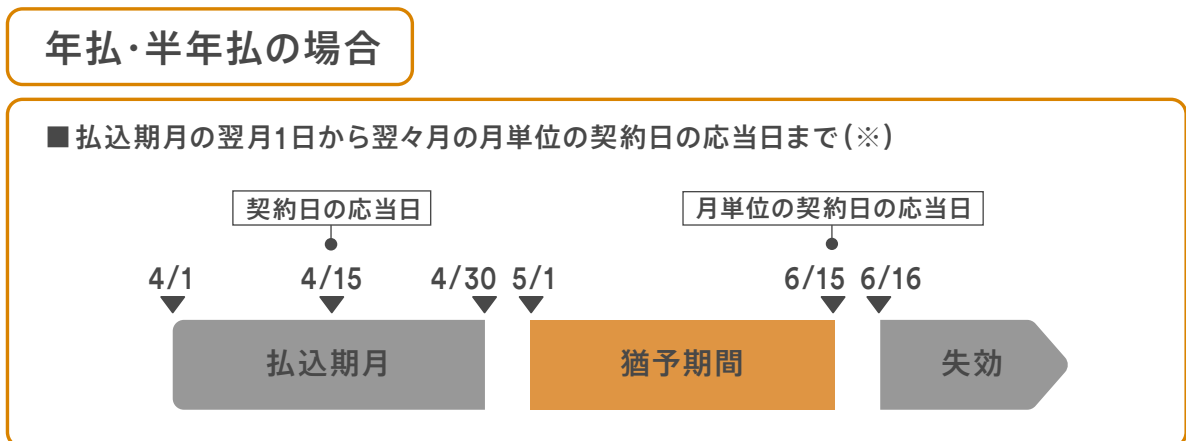 年払・半年払の場合
■払込期月の翌月1日から翌々月の月単位の契約日の応当日まで(※)
契約日の応当日 月単位の契約日の応当日
4/1 4/15 4/30 5/1 6/15 6/16
払込期月 猶予期間 失効